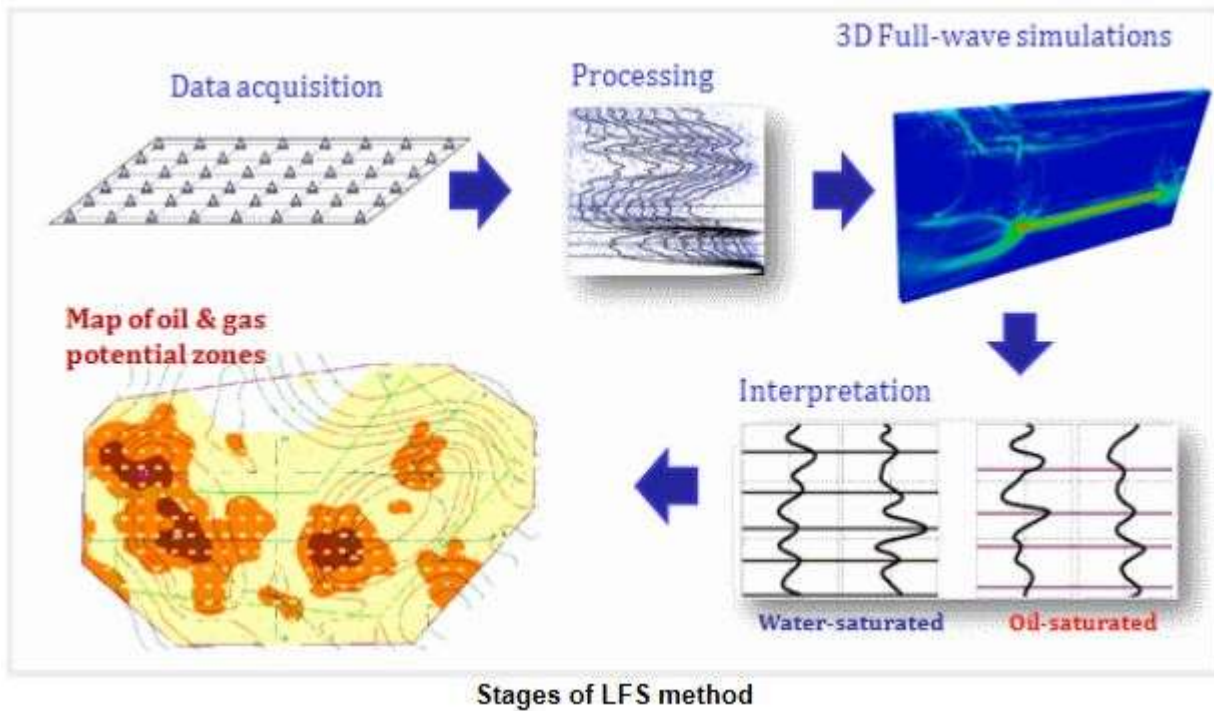 Data acquisition
Processing
3D Full-wave simulations
Interpretation
Water-saturated
Oil-saturated
Map of oil & gas
potential zones
Stages of LFS method